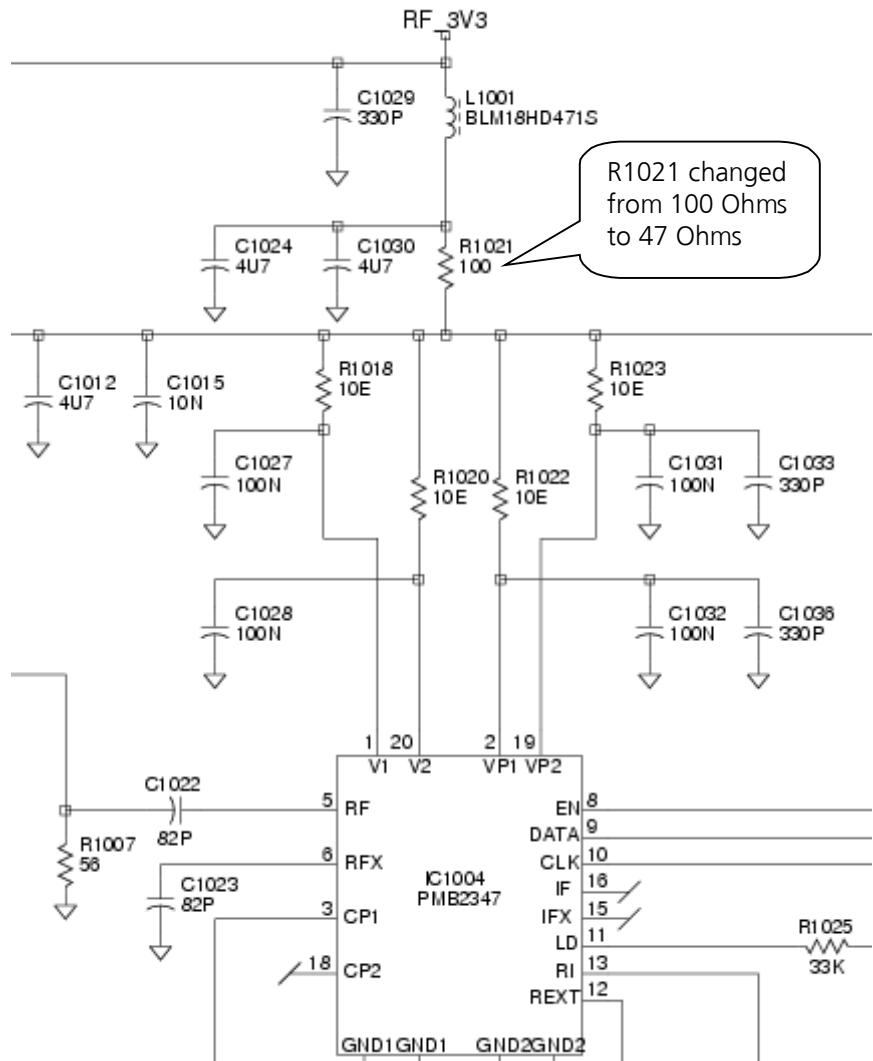 RF_3V3
C1029
330P
L1001
BLM18HD471S
R1021 changed
from 100 Ohms
to 47 Ohms
C1024
4U7
C1030
4U7
R1021
100
C1012
4U7
C1015
10N
R1018
10E
R1023
10E
C1027
100N
R1020
10E
R1022
10E
C1031
100N
C1033
330P
C1028
100N
C1032
100N
C1036
330P
1 20 2 19
V1 V2 VP1 VP2
C1022
82P
5 RF
EN 8
DATA 9
R1007
56
6 RFX
CLK 10
C1023
82P
IC1004
PMB2347
IF 16
3 CP1
IFX 15
LD 11
R1025
33K
18 CP2
RI 13
REXT 12
GND1 GND1 GND2 GND2